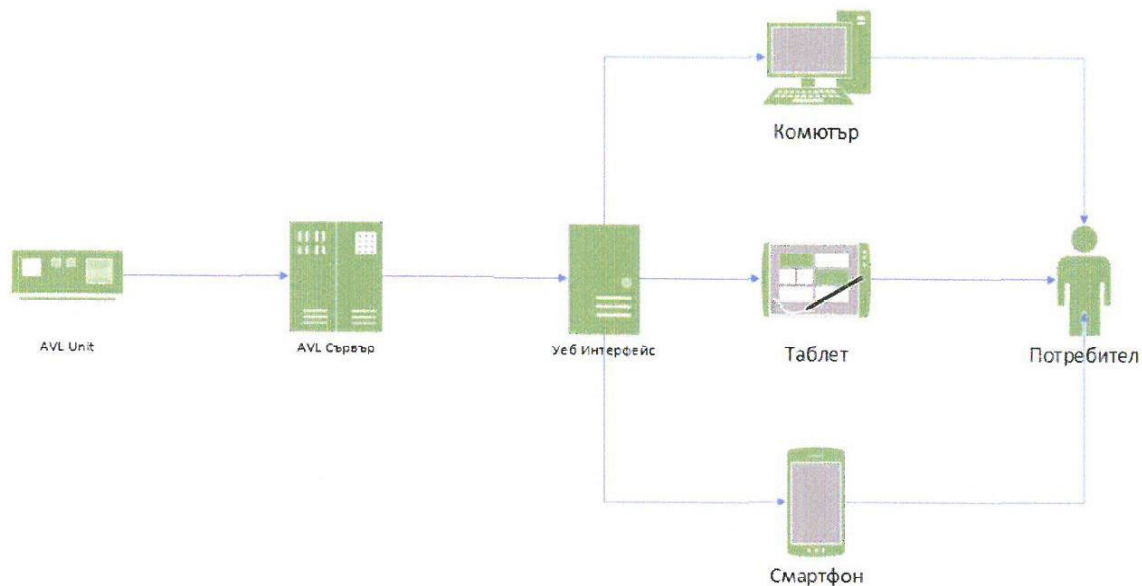 Комютър
AVL Unit
AVL Сървър
Уеб Интерфейс
Таблет
Потребител
Смартфон